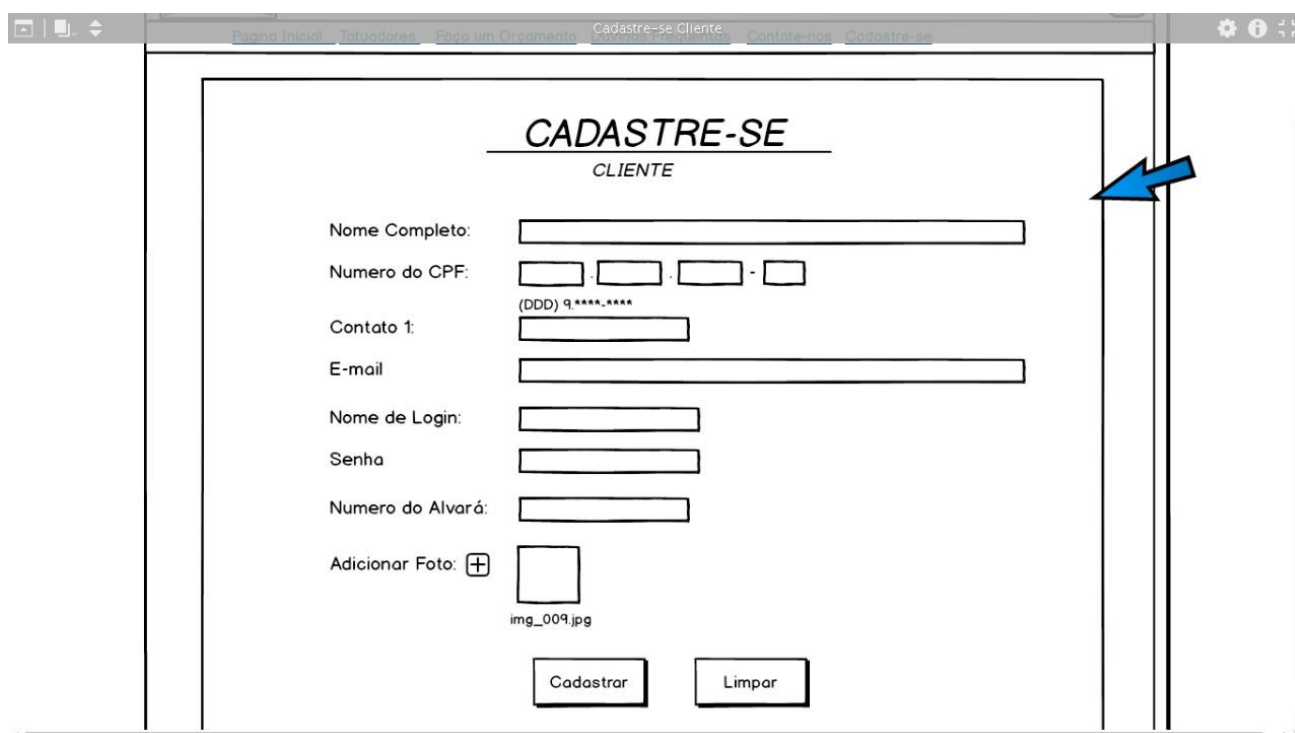 Cadastre-se Cliente
Pagina Inicial Tatuadores Faça um Orçamento Duvidas Frequentes Contate-nos Cadastre-se
CADASTRE-SE
CLIENTE
Nome Completo:
Numero do CPF: . . -
(DDD) 9.****-****
Contato 1:
E-mail
Nome de Login:
Senha
Numero do Alvará:
Adicionar Foto:
img_009.jpg
Cadastrar Limpar